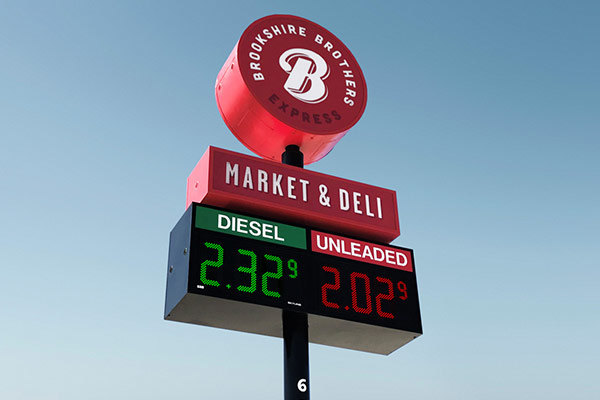 BROOKSHIRE BROTHERS
B
EXPRESS
MARKET & DELI
DIESEL
2.32 9
UNLEADED
2.02 9
6